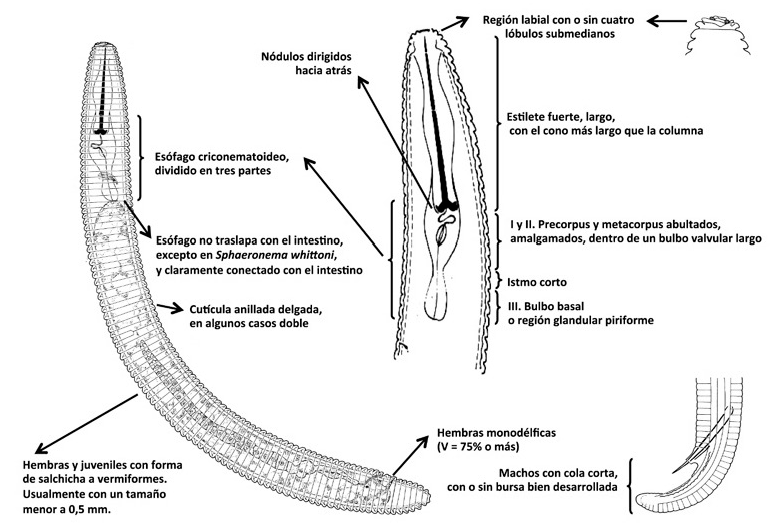 Región labial con o sin cuatro
lóbulos submedianos
Nódulos dirigidos
hacia atrás
Estilete fuerte, largo,
con el cono más largo que la columna
Esófago criconematoideo,
dividido en tres partes
I y II. Precorpus y metacorpus abultados,
amalgamados, dentro de un bulbo valvular largo
Esófago no traslapa con el intestino,
excepto en Sphaeronema whittoni,
y claramente conectado con el intestino
Istmo corto
III. Bulbo basal
o región glandular piriforme
Cutícula anillada delgada,
en algunos casos doble
Hembras monodélficas
(V = 75% o más)
Hembras y juveniles con forma
de salchicha a vermiformes.
Usualmente con un tamaño
menor a 0,5 mm.
Machos con cola corta,
con o sin bursa bien desarrollada